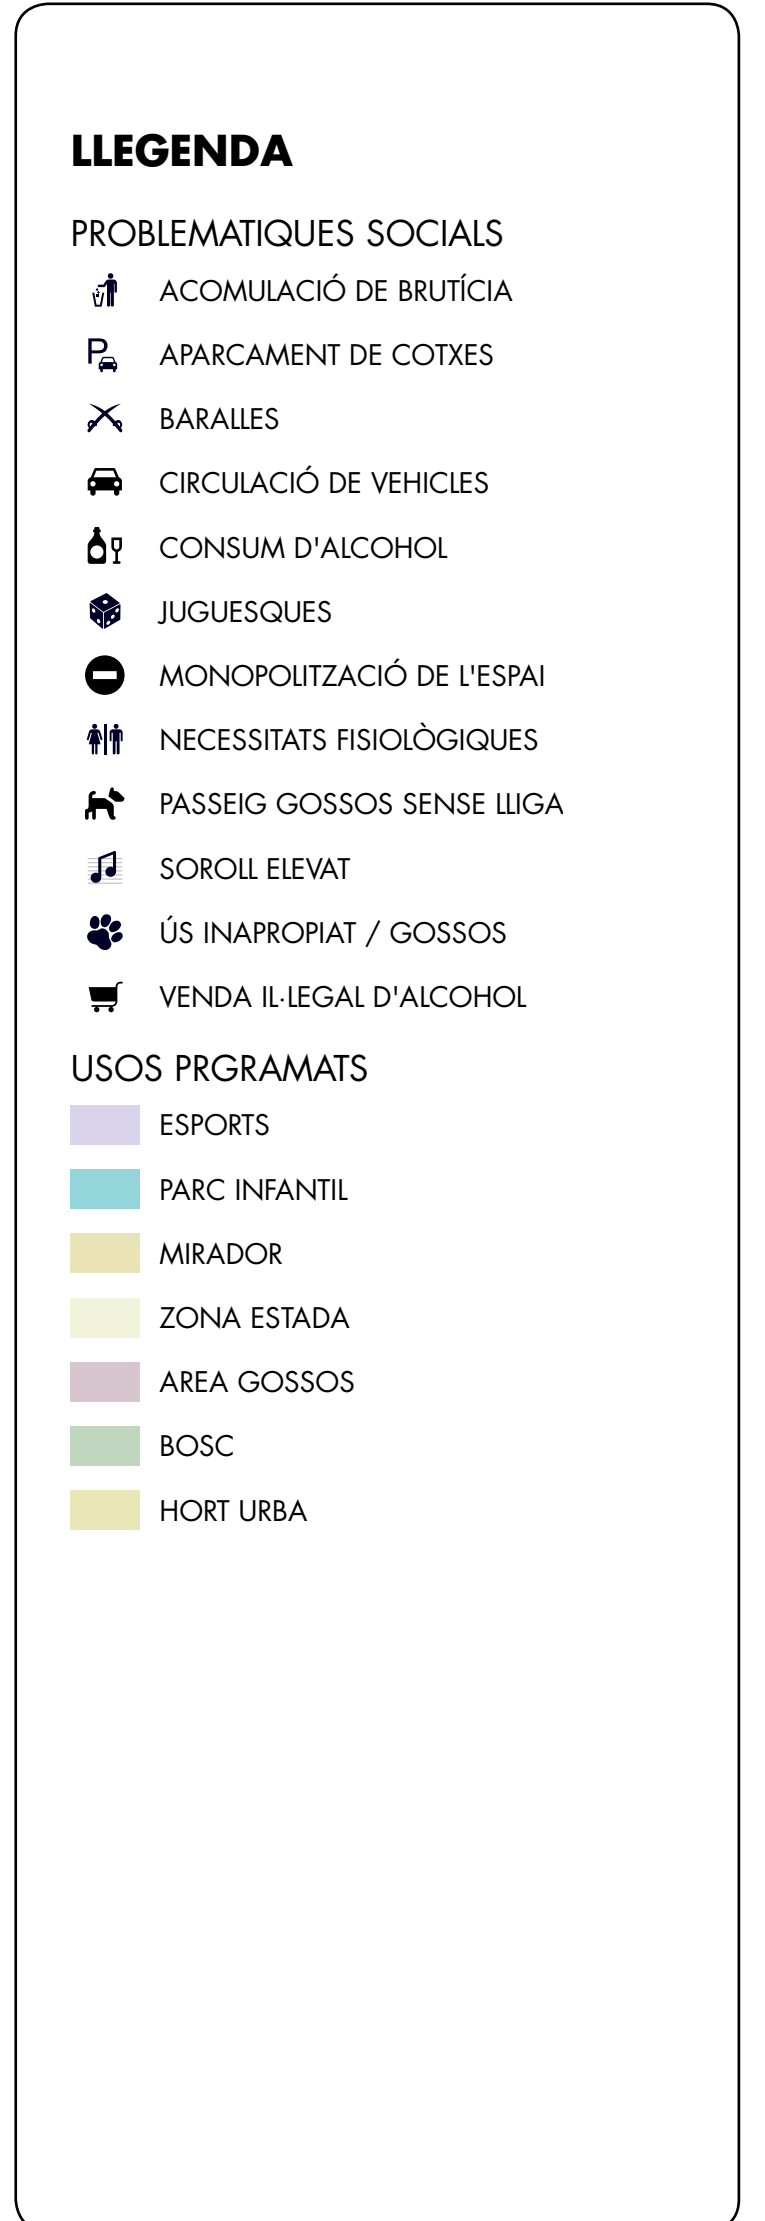 LLEGENDA
PROBLEMATIQUES SOCIALS
ACOMULACIÓ DE BRUTÍCIA
APARCAMENT DE COTXES
BARALLES
CIRCULACIÓ DE VEHICLES
CONSUM D'ALCOHOL
JUGUESQUES
MONOPOLITZACIÓ DE L'ESPAI
NECESSITATS FISIOLÒGIQUES
PASSEIG GOSSOS SENSE LLIGA
SOROLL ELEVAT
ÚS INAPROPIAT / GOSSOS
VENDA IL·LEGAL D'ALCOHOL
USOS PRGRAMATS
ESPORTS
PARC INFANTIL
MIRADOR
ZONA ESTADA
AREA GOSSOS
BOSC
HORT URBA